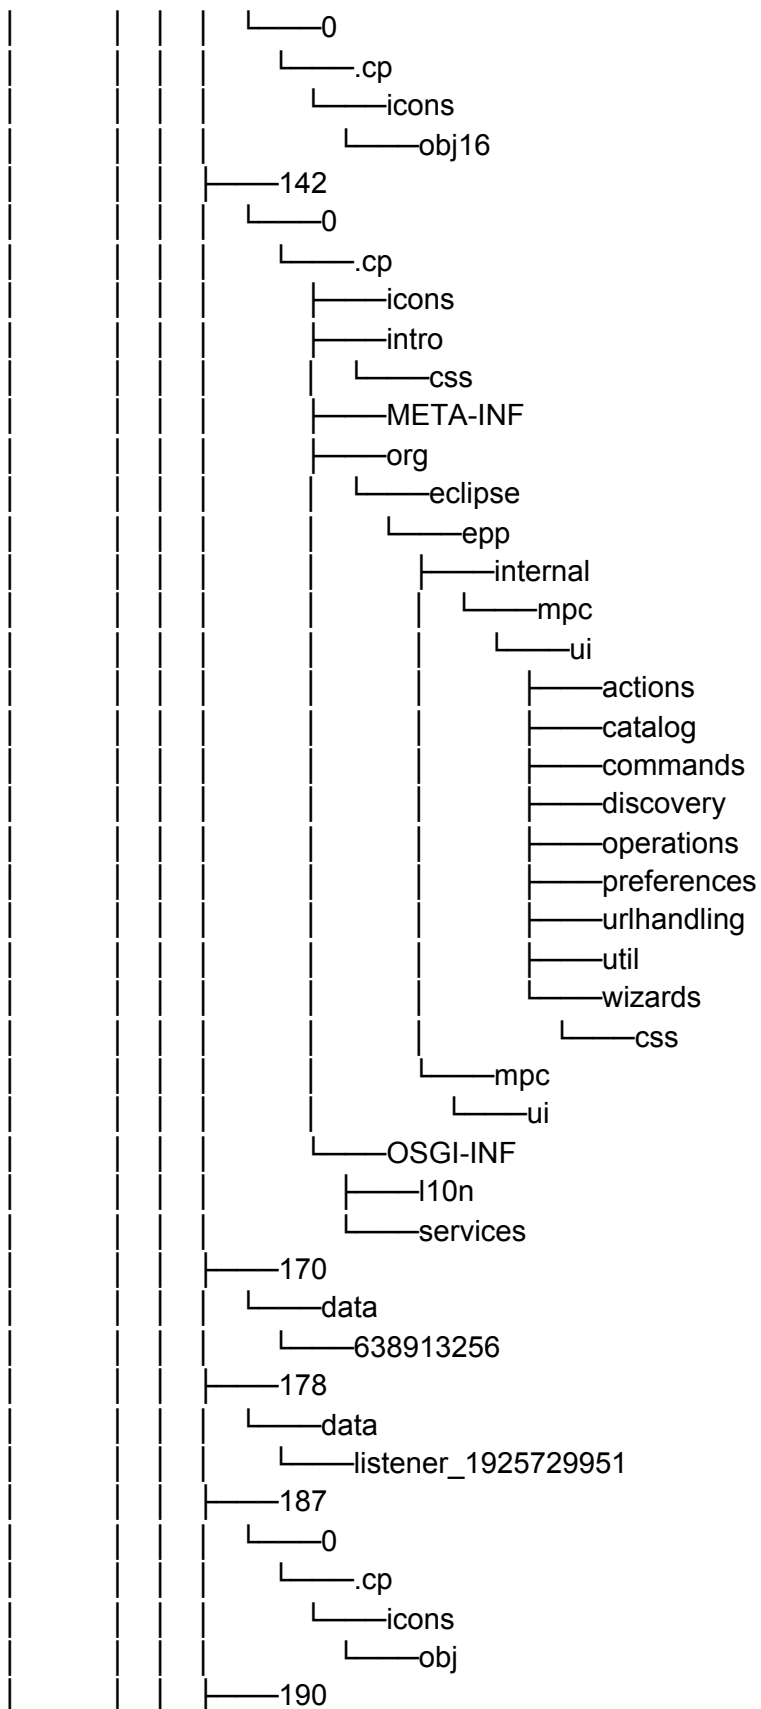 0
.cp
icons
obj16
142
0
.cp
icons
intro
css
META-INF
org
eclipse
epp
internal
mpc
ui
actions
catalog
commands
discovery
operations
preferences
urlhandling
util
wizards
css
mpc
ui
OSGI-INF
l10n
services
170
data
638913256
178
data
listener_1925729951
187
0
.cp
icons
obj
190